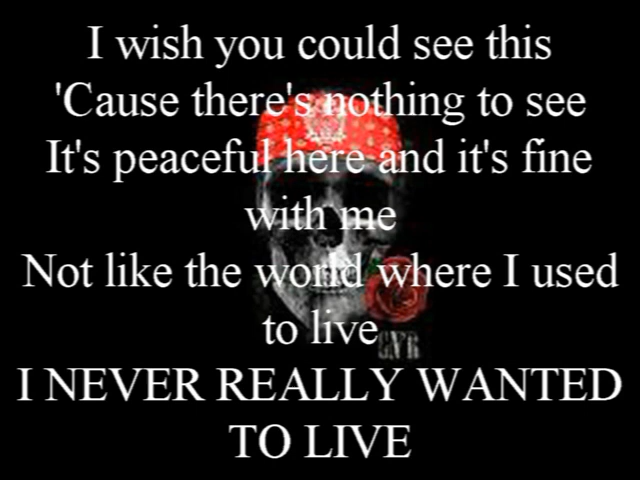 I wish you could see this
'Cause there's nothing to see
It's peaceful here and it's fine
with me
Not like the world where I used
to live
GNR
I NEVER REALLY WANTED
TO LIVE